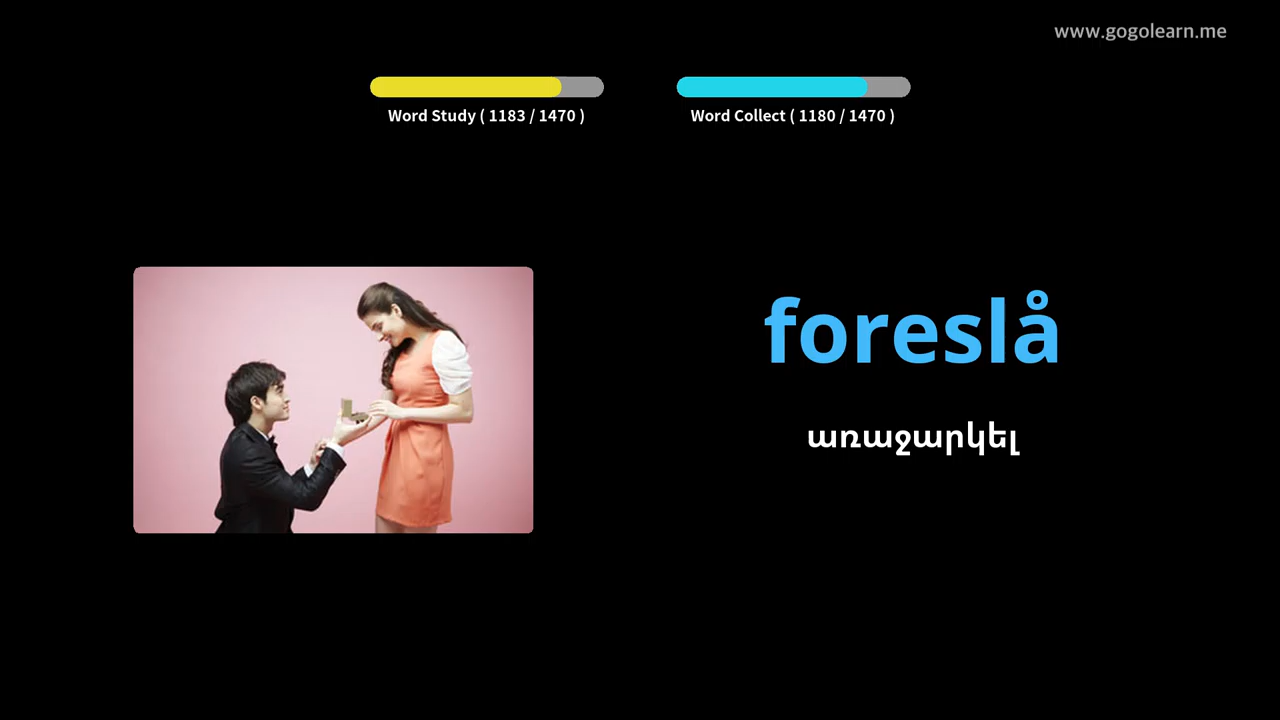 www.gogolearn.me
Word Study ( 1183 / 1470 )
Word Collect ( 1180 / 1470 )
foreslå
առաջարկել